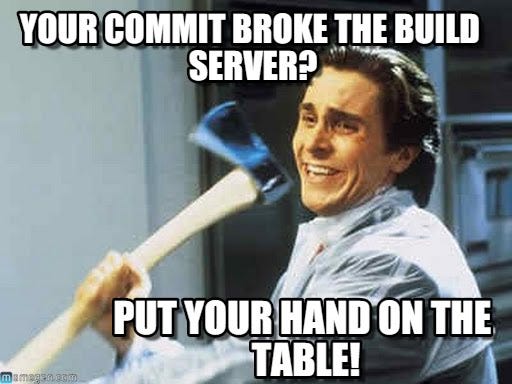 YOUR COMMIT BROKE THE BUILD
SERVER?
PUT YOUR HAND ON THE
TABLE!
memegen.com